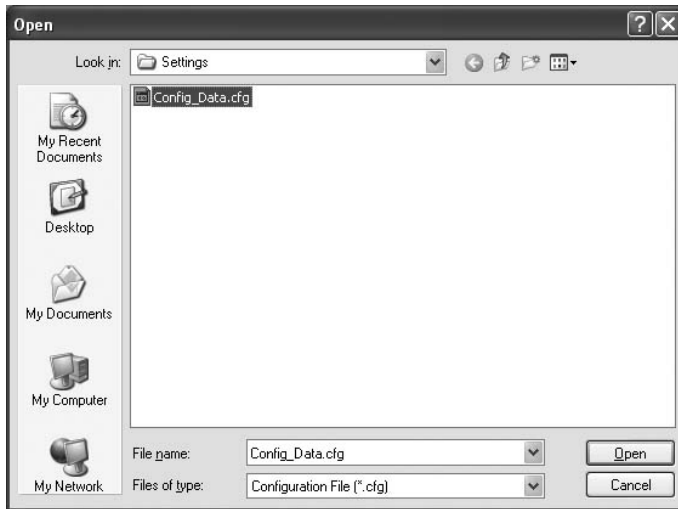 Open
Look in: Settings
Config_Data.cfg
My Recent
Documents
Desktop
My Documents
My Computer
My Network
File name: Config_Data.cfg Open
Files of type: Configuration File (*.cfg) Cancel